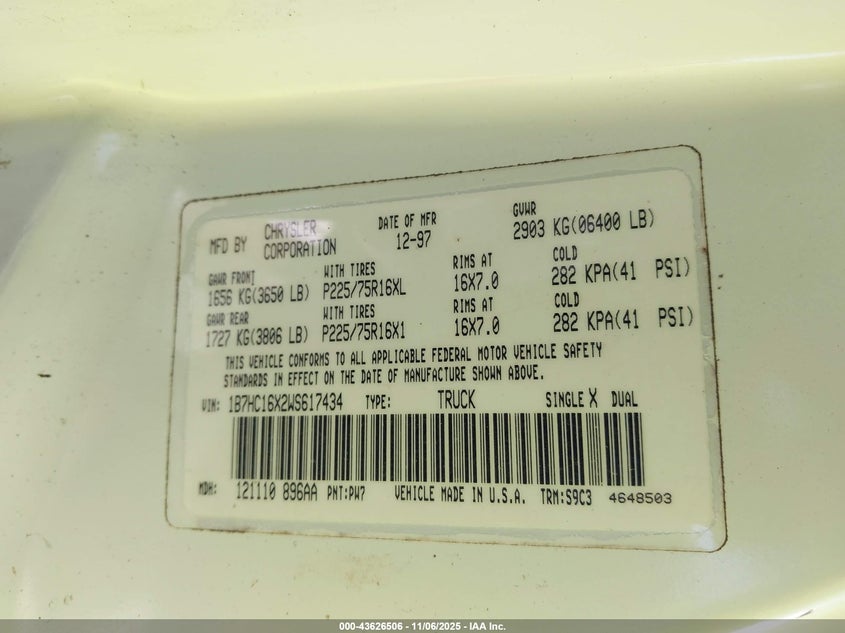 MFD BY CHRYSLER CORPORATION DATE OF MFR 12-97 GVWR 2903 KG(06400 LB)
GAWR FRONT WITH TIRES RIMS AT COLD
1656 KG(3650 LB) P225/75R16XL 16X7.0 282 KPA(41 PSI)
GAWR REAR WITH TIRES RIMS AT COLD
1727 KG(3806 LB) P225/75R16X1 16X7.0 282 KPA(41 PSI)
THIS VEHICLE CONFORMS TO ALL APPLICABLE FEDERAL MOTOR VEHICLE SAFETY
STANDARDS IN EFFECT ON THE DATE OF MANUFACTURE SHOWN ABOVE.
VIN: 1B7HC16X2WS617434 TYPE: TRUCK SINGLE X DUAL
MDH: 121110 896AA PNT:PW7 VEHICLE MADE IN U.S.A. TRM:S9C3 4648503
000-43626506 - 11/06/2025 - IAA Inc.